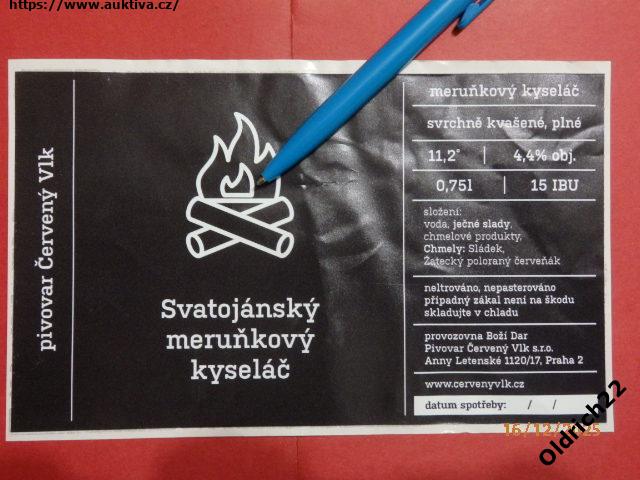 https://www.auktiva.cz/
pivovar Červený Vlk
Svatojánský
meruňkový
kyseláč
meruňkový kyseláč
svrchně kvašené, plné
11,2° 4,4% obj.
0,75l 15 IBU
složení:
voda, ječné slady,
chmelové produkty,
Chmely: Sládek,
Žatecký poloraný červeňák
neltrováno, nepasterováno
případný zákal není na škodu
skladujte v chladu
provozovna Boží Dar
Pivovar Červený Vlk s.r.o.
Anny Letenské 1120/17, Praha 2
www.cervenyvlk.cz
datum spotřeby: / /
16/12/2025
Oldrich22